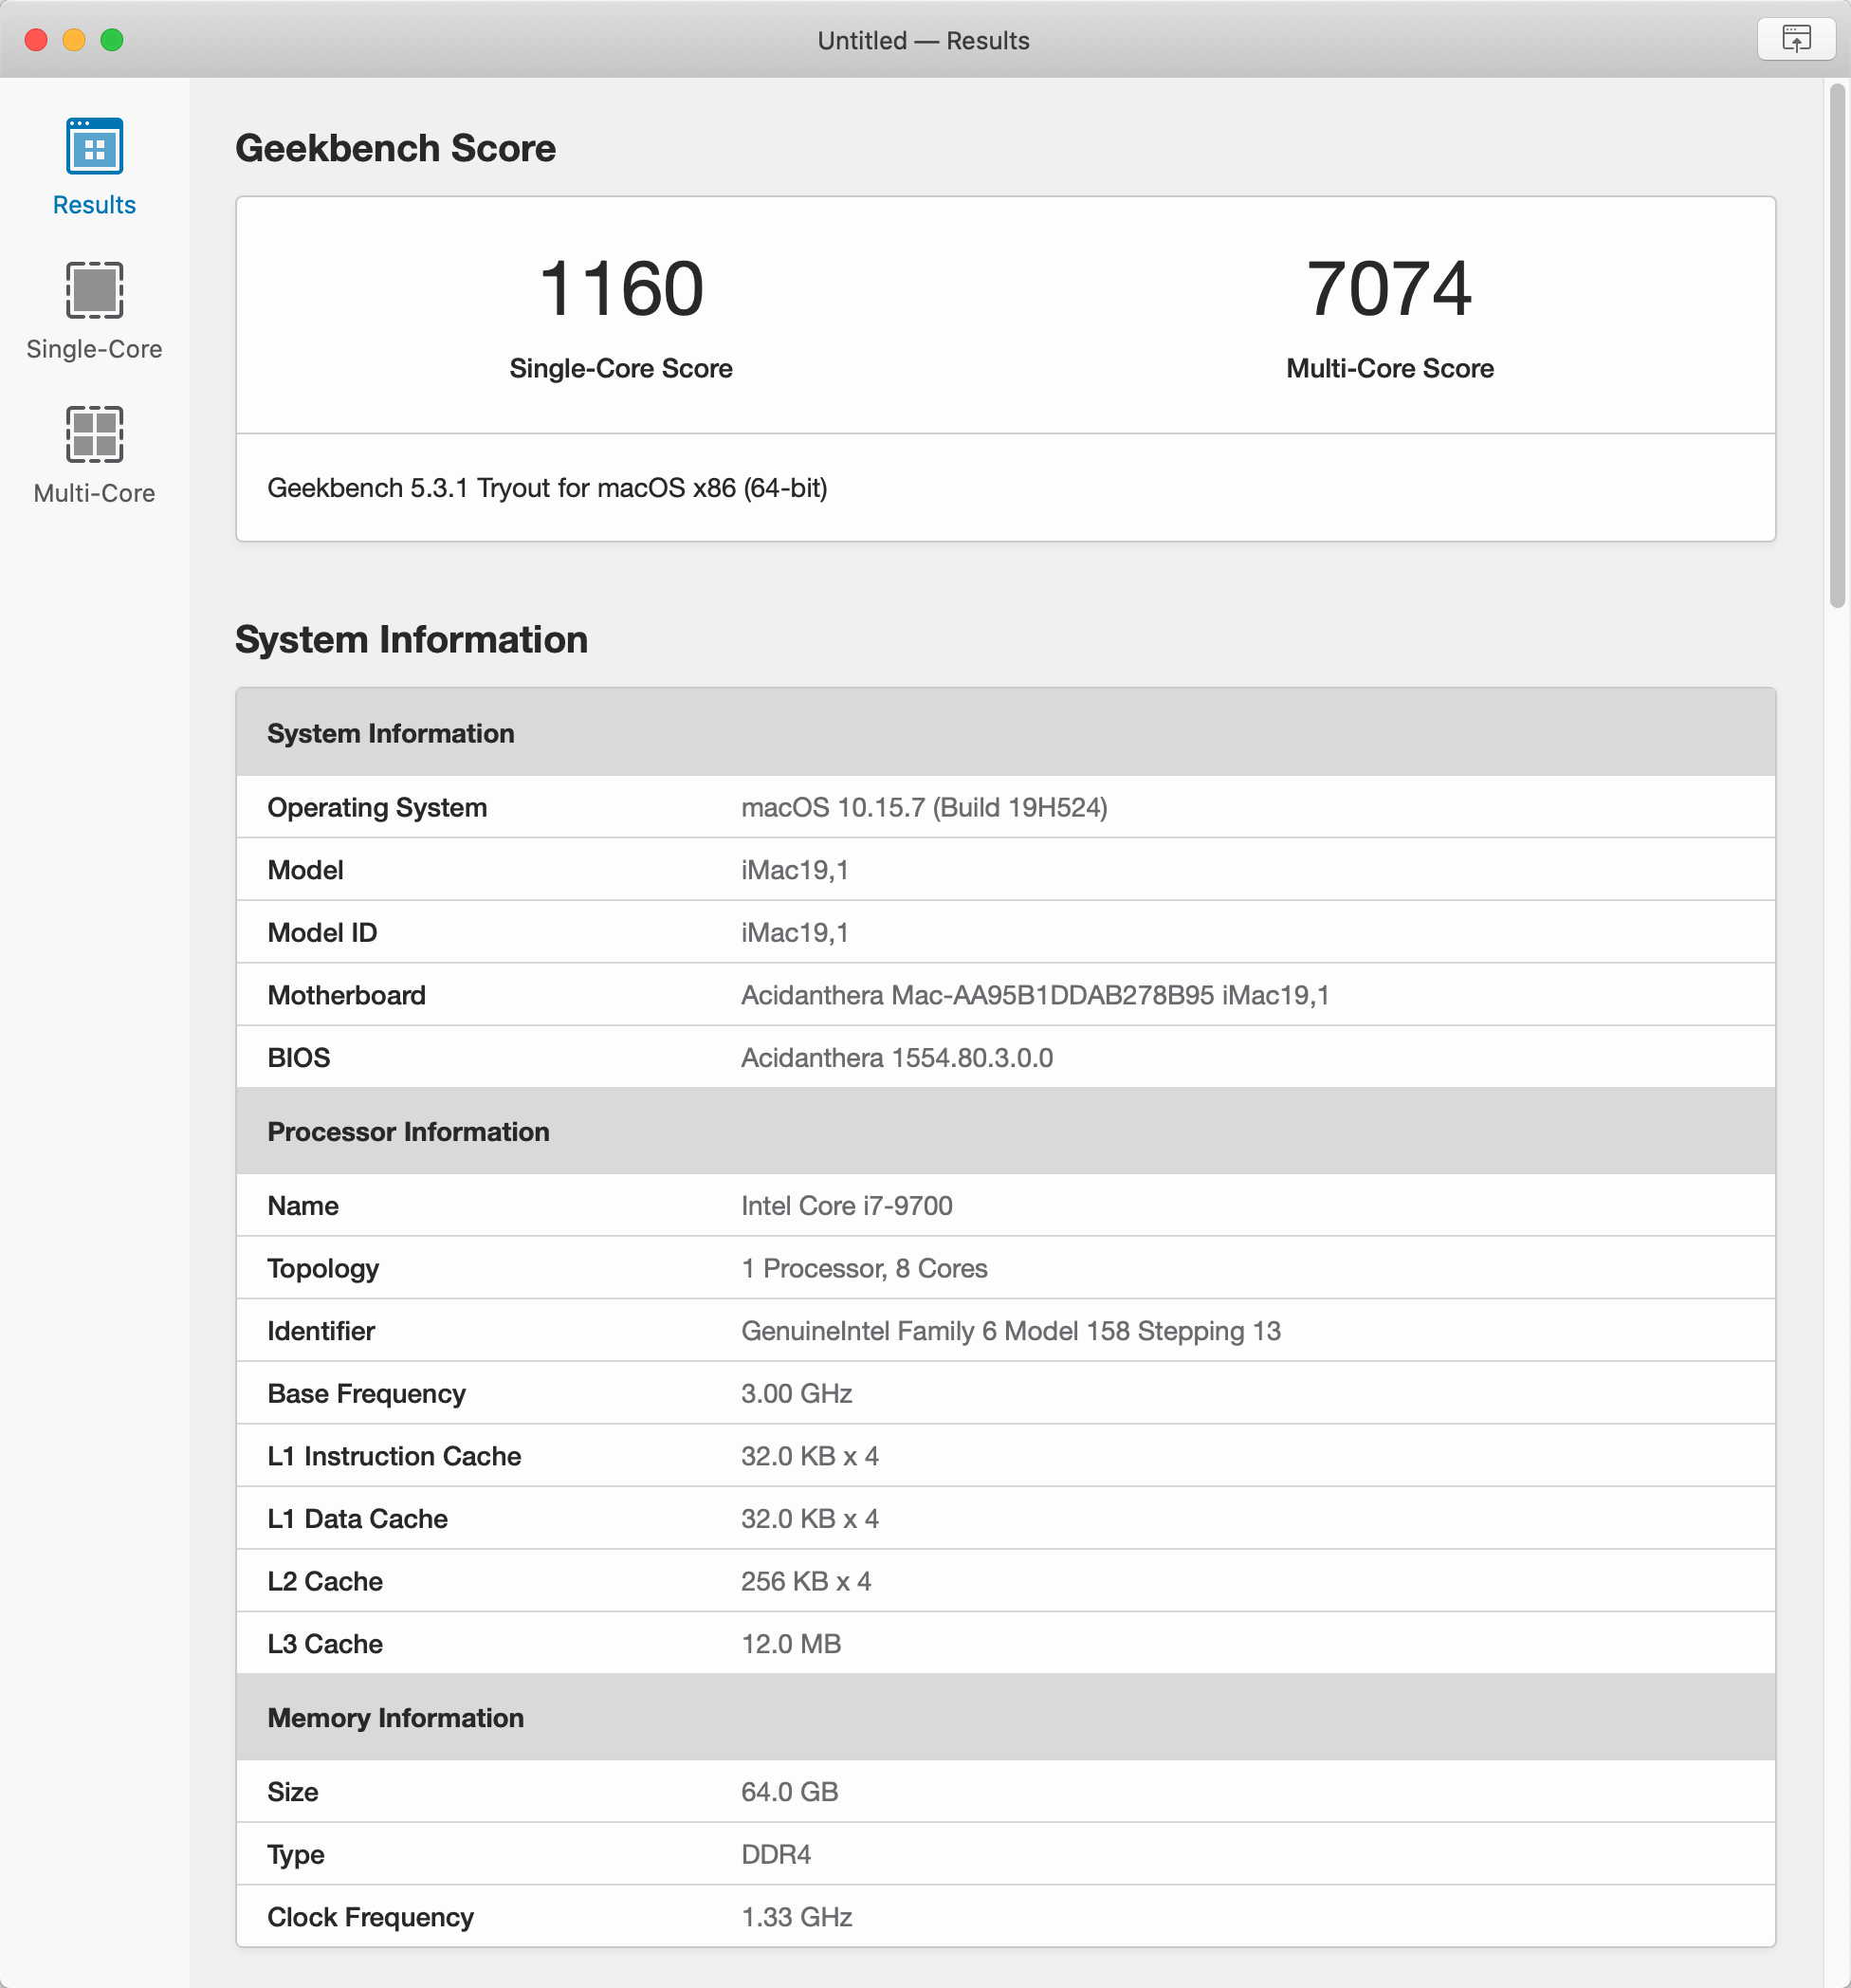 Untitled — Results
Results
Single-Core
Multi-Core
Geekbench Score
1160 7074
Single-Core Score Multi-Core Score
Geekbench 5.3.1 Tryout for macOS x86 (64-bit)
System Information
System Information
Operating System macOS 10.15.7 (Build 19H524)
Model iMac19,1
Model ID iMac19,1
Motherboard Acidanthera Mac-AA95B1DDAB278B95 iMac19,1
BIOS Acidanthera 1554.80.3.0.0
Processor Information
Name Intel Core i7-9700
Topology 1 Processor, 8 Cores
Identifier GenuineIntel Family 6 Model 158 Stepping 13
Base Frequency 3.00 GHz
L1 Instruction Cache 32.0 KB x 4
L1 Data Cache 32.0 KB x 4
L2 Cache 256 KB x 4
L3 Cache 12.0 MB
Memory Information
Size 64.0 GB
Type DDR4
Clock Frequency 1.33 GHz